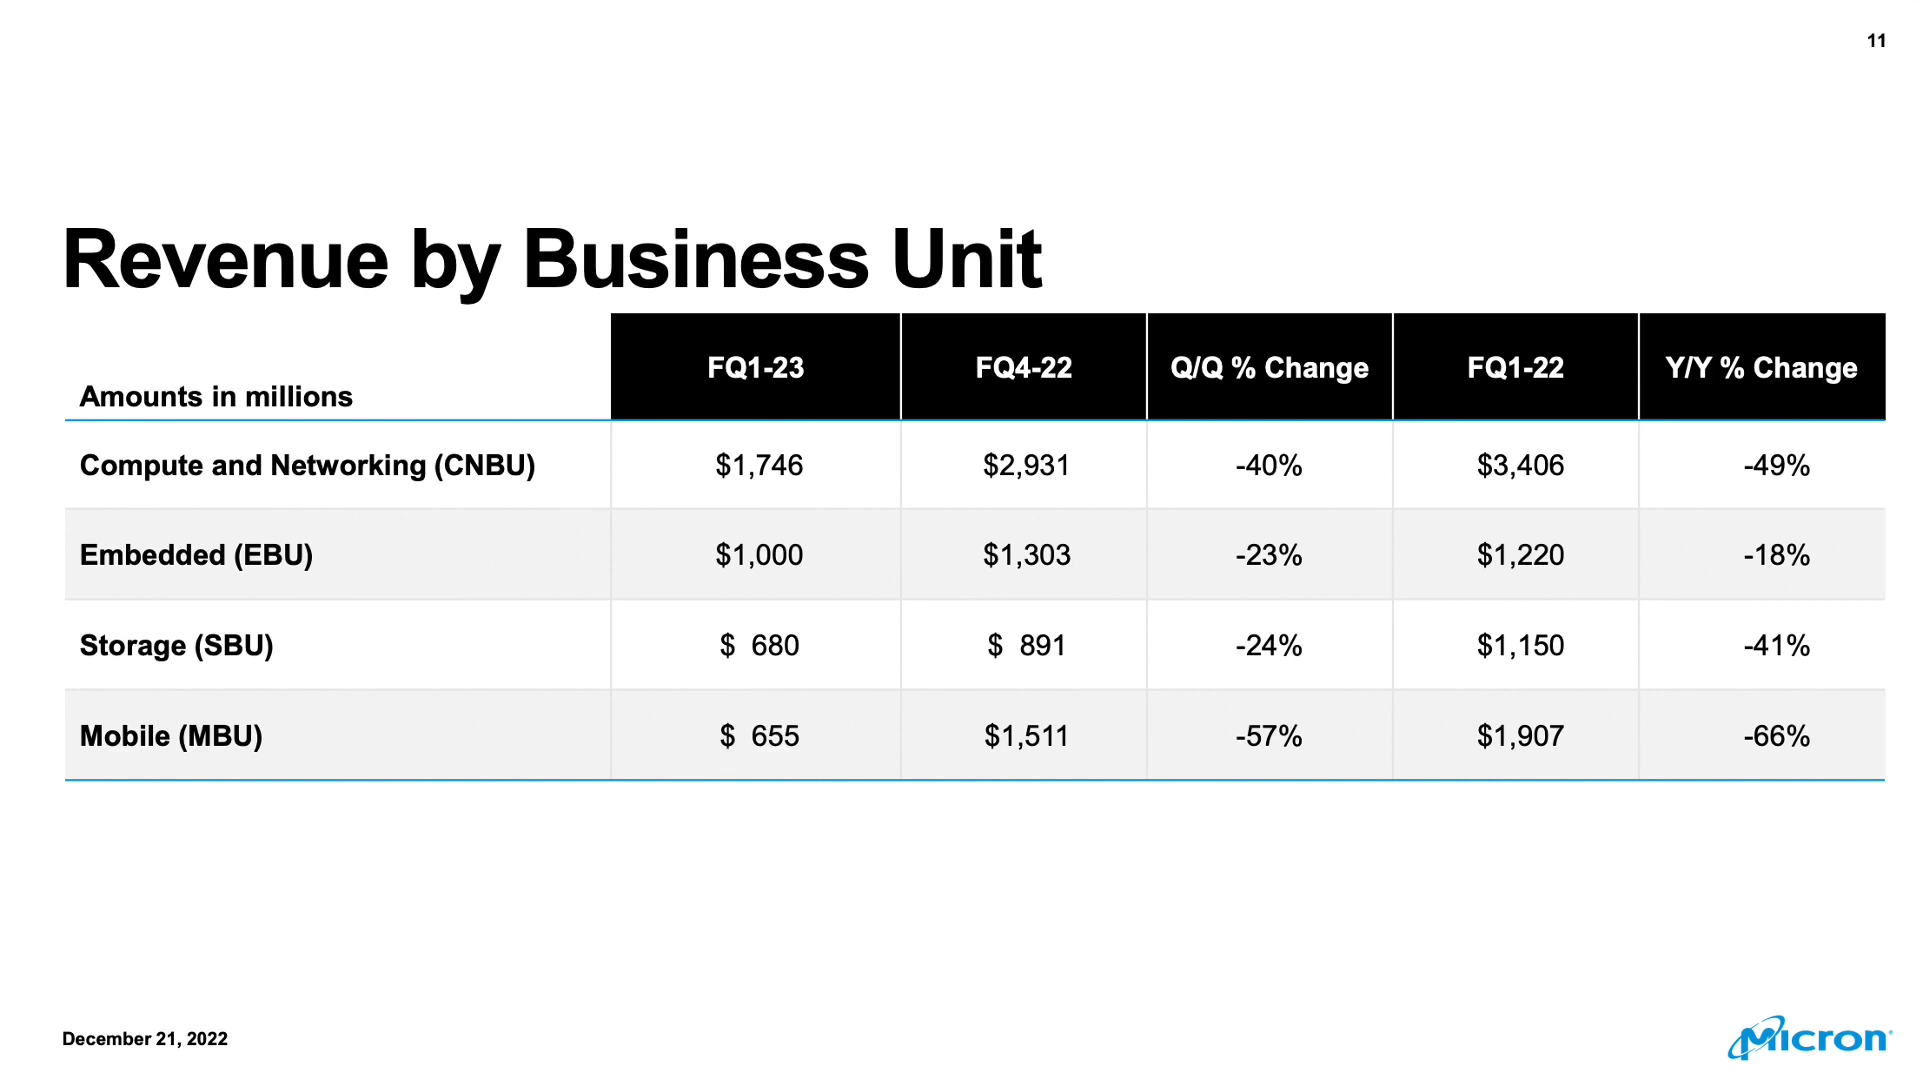 11
Revenue by Business Unit
Amounts in millions FQ1-23 FQ4-22 Q/Q % Change FQ1-22 Y/Y % Change
Compute and Networking (CNBU) $1,746 $2,931 -40% $3,406 -49%
Embedded (EBU) $1,000 $1,303 -23% $1,220 -18%
Storage (SBU) $ 680 $ 891 -24% $1,150 -41%
Mobile (MBU) $ 655 $1,511 -57% $1,907 -66%
December 21, 2022
Micron